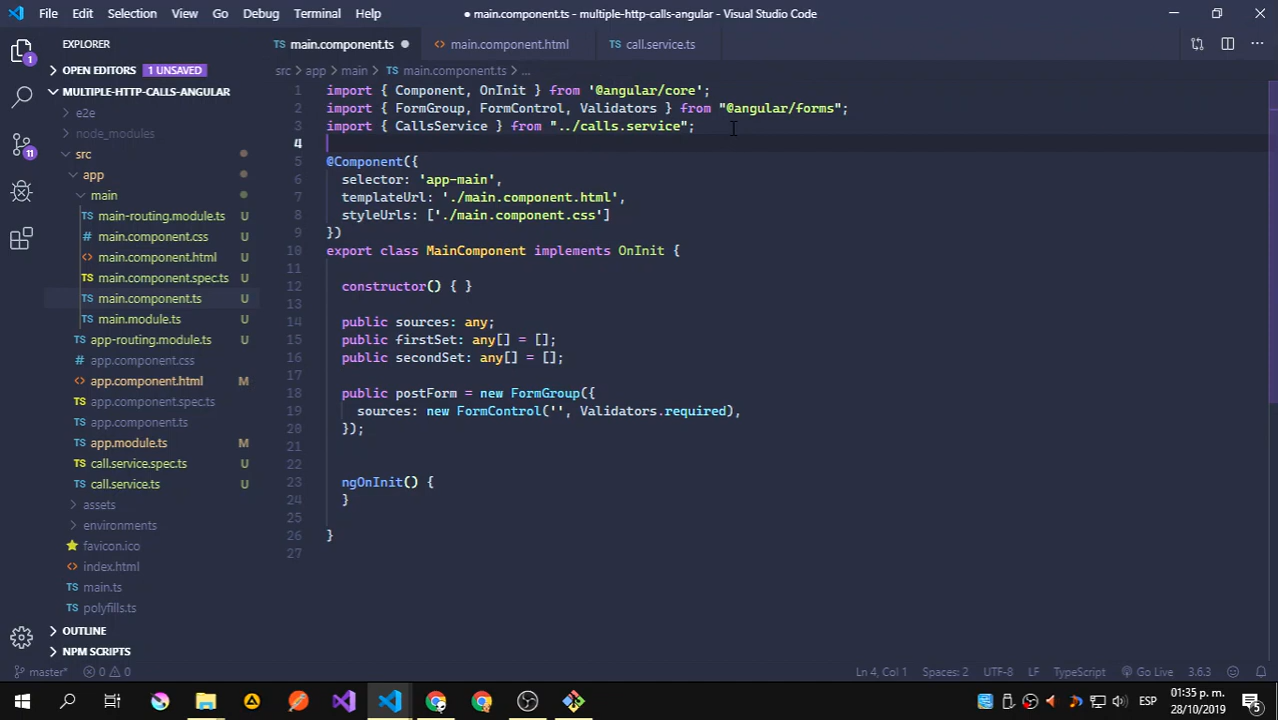 File Edit Selection View Go Debug Terminal Help
● main.component.ts - multiple-http-calls-angular - Visual Studio Code
EXPLORER
OPEN EDITORS 1 UNSAVED
MULTIPLE-HTTP-CALLS-ANGULAR
e2e
node_modules
src
app
main
main-routing.module.ts U
main.component.css U
main.component.html U
main.component.spec.ts U
main.component.ts U
main.module.ts U
app-routing.module.ts U
app.component.css
app.component.html M
app.component.spec.ts
app.component.ts
app.module.ts M
call.service.spec.ts U
call.service.ts U
assets
environments
favicon.ico
index.html
main.ts
polyfills.ts
OUTLINE
NPM SCRIPTS
1
11
TS main.component.ts ● <> main.component.html TS call.service.ts
src > app > main > TS main.component.ts > ...
1 import { Component, OnInit } from '@angular/core';
2 import { FormGroup, FormControl, Validators } from "@angular/forms";
3 import { CallsService } from "../calls.service";
4
5 @Component({
6 selector: 'app-main',
7 templateUrl: './main.component.html',
8 styleUrls: ['./main.component.css']
9 })
10 export class MainComponent implements OnInit {
11
12 constructor() { }
13
14 public sources: any;
15 public firstSet: any[] = [];
16 public secondSet: any[] = [];
17
18 public postForm = new FormGroup({
19 sources: new FormControl('', Validators.required),
20 });
21
22
23 ngOnInit() {
24 }
25
26 }
27
master* 0 0 Ln 4, Col 1 Spaces: 2 UTF-8 LF TypeScript Go Live 3.6.3
ESP 01:35 p. m.
28/10/2019 5